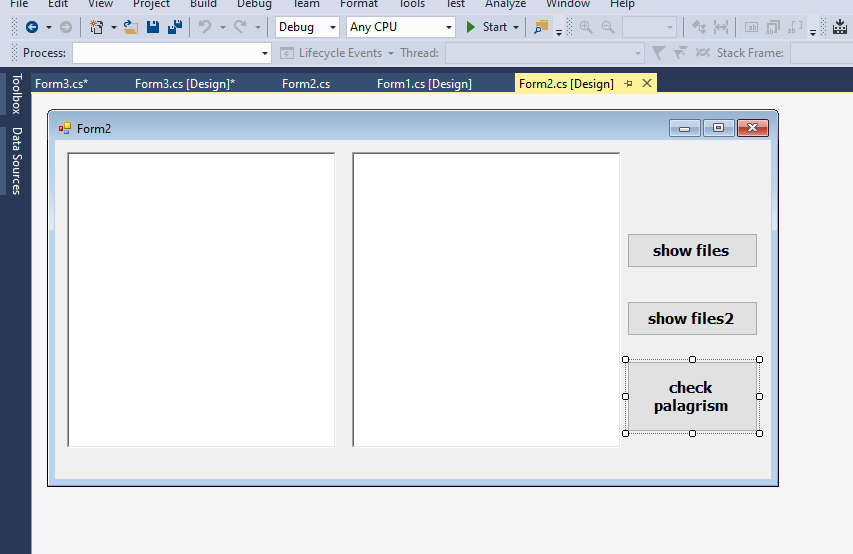 File Edit View Project Build Debug Team Format Tools Test Analyze Window Help
Debug Any CPU Start
Process: Lifecycle Events Thread: Stack Frame:
Form3.cs* Form3.cs [Design]* Form2.cs Form1.cs [Design] Form2.cs [Design]
Toolbox
Data Sources
Form2
show files
show files2
check
palagrism